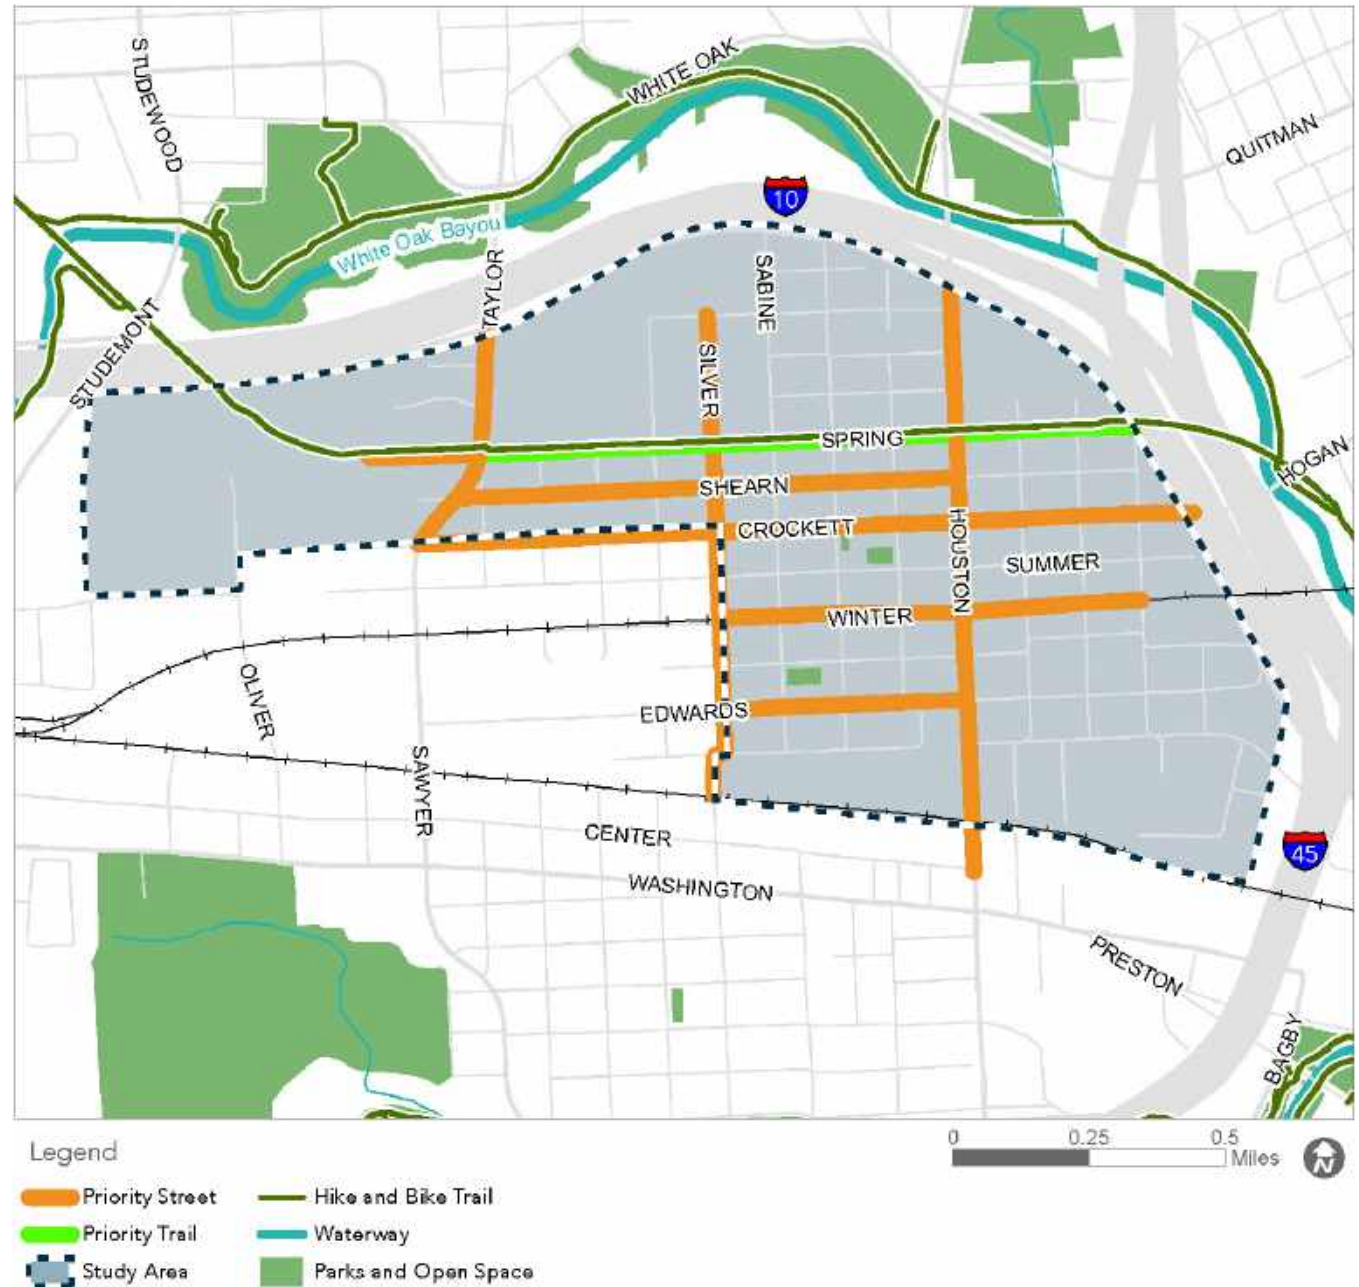 STUDEWOOD
WHITE OAK
QUITMAN
10
White Oak Bayou
TAYLOR
SABINE
STUDEMONT
SILVER
SPRING
HOGAN
SHEARN
CROCKETT
HOUSTON
SUMMER
WINTER
OLIVER
EDWARDS
SAWYER
CENTER
45
WASHINGTON
PRESTON
BAGBY
Legend
0 0.25 0.5
Miles
N
Priority Street
Hike and Bike Trail
Priority Trail
Waterway
Study Area
Parks and Open Space